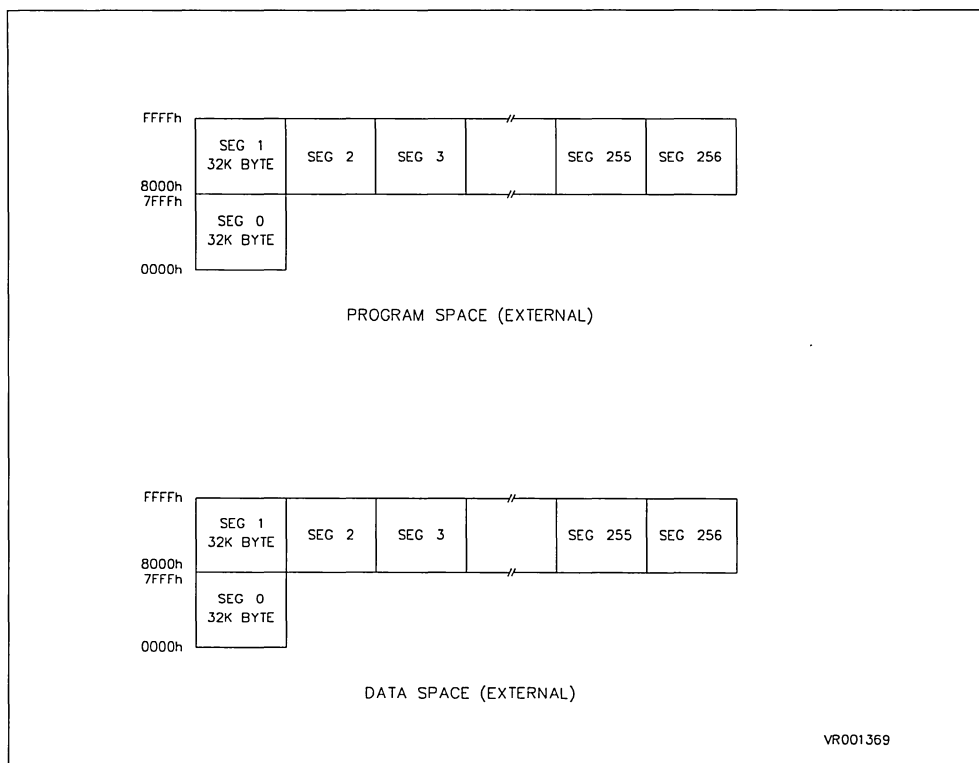 FFFFh
SEG 1
32K BYTE
SEG 2
SEG 3
SEG 255
SEG 256
8000h
7FFFh
SEG 0
32K BYTE
0000h
PROGRAM SPACE (EXTERNAL)
FFFFh
SEG 1
32K BYTE
SEG 2
SEG 3
SEG 255
SEG 256
8000h
7FFFh
SEG 0
32K BYTE
0000h
DATA SPACE (EXTERNAL)
VR001369